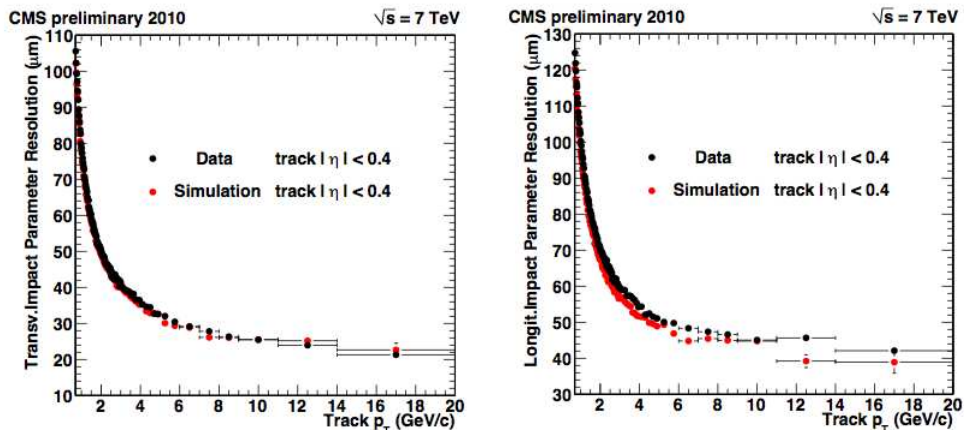 CMS preliminary 2010 √s = 7 TeV
Transv.Impact Parameter Resolution (μm)
110
100
90
80
70
60
50
40
30
20
10
Data track | η | < 0.4
Simulation track | η | < 0.4
2 4 6 8 10 12 14 16 18 20
Track pT (GeV/c)
CMS preliminary 2010 √s = 7 TeV
Longit.Impact Parameter Resolution (μm)
130
120
110
100
90
80
70
60
50
40
30
Data track | η | < 0.4
Simulation track | η | < 0.4
2 4 6 8 10 12 14 16 18 20
Track pT (GeV/c)